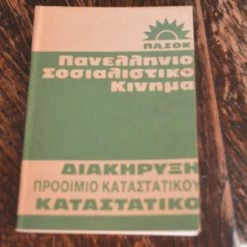 ΠΑΣΟΚ
Πανελλήνιο
Σοσιαλιστικό
Κίνημα
ΔΙΑΚΗΡΥΞΗ
ΠΡΟΟΙΜΙΟ ΚΑΤΑΣΤΑΤΙΚΟΥ
ΚΑΤΑΣΤΑΤΙΚΟ